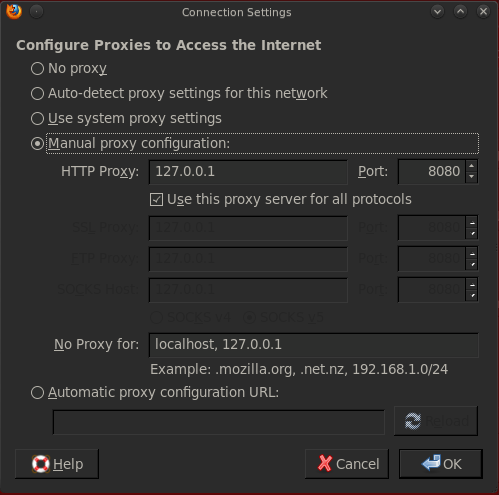 Connection Settings
Configure Proxies to Access the Internet
No proxy
Auto-detect proxy settings for this network
Use system proxy settings
Manual proxy configuration:
HTTP Proxy: 127.0.0.1 Port: 8080
Use this proxy server for all protocols
SSL Proxy: 127.0.0.1 Port: 8080
FTP Proxy: 127.0.0.1 Port: 8080
SOCKS Host: 127.0.0.1 Port: 8080
SOCKS v4 SOCKS v5
No Proxy for: localhost, 127.0.0.1
Example: .mozilla.org, .net.nz, 192.168.1.0/24
Automatic proxy configuration URL:
Reload
Help Cancel OK